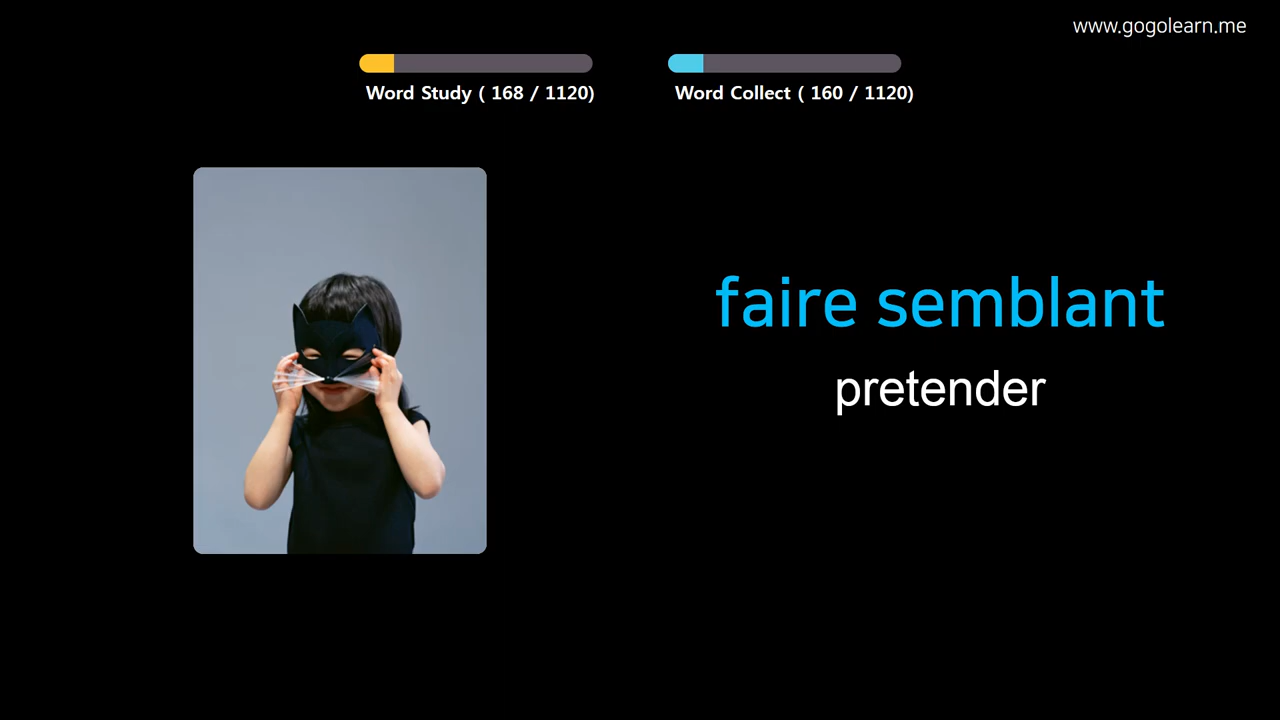 www.gogolearn.me
Word Study ( 168 / 1120)
Word Collect ( 160 / 1120)
faire semblant
pretender